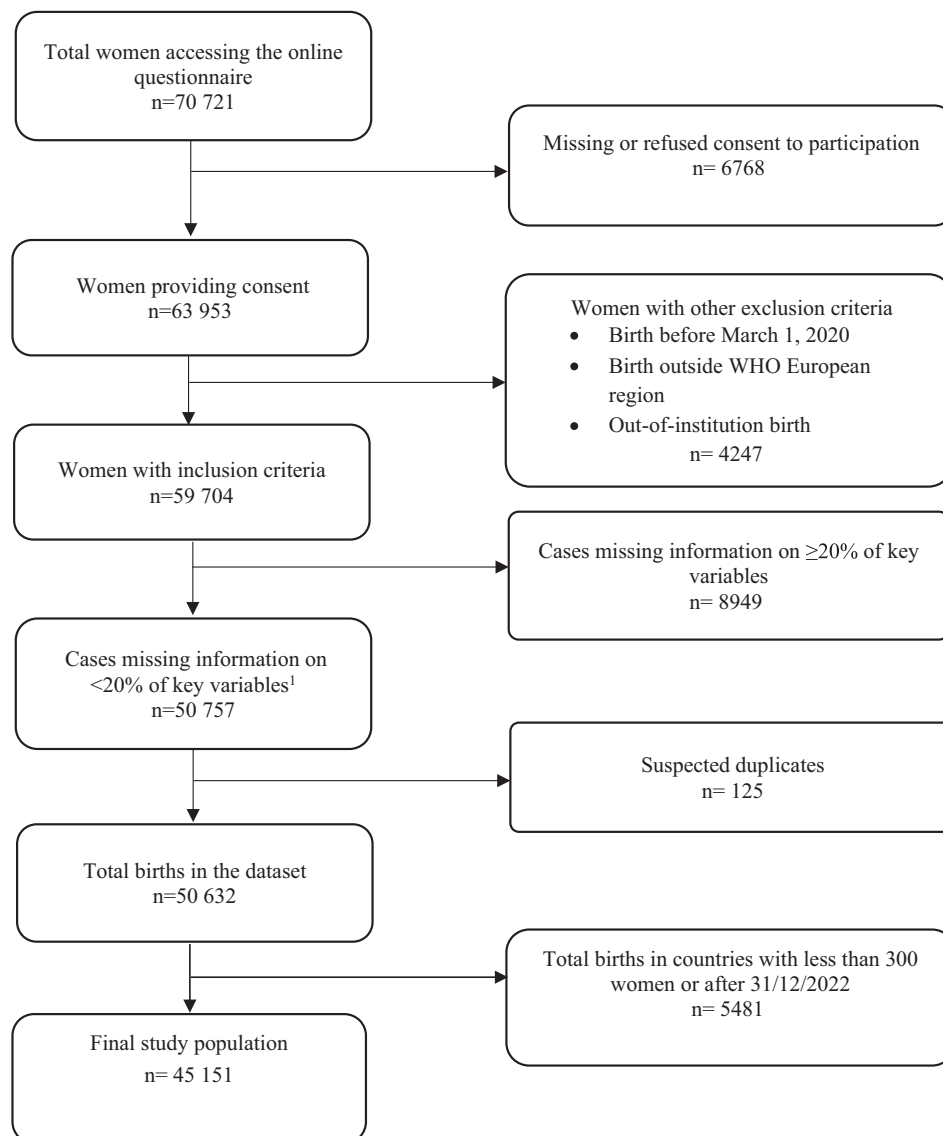 Total women accessing the online
questionnaire
n=70 721
Missing or refused consent to participation
n= 6768
Women providing consent
n=63 953
Women with other exclusion criteria
• Birth before March 1, 2020
• Birth outside WHO European
region
• Out-of-institution birth
n= 4247
Women with inclusion criteria
n=59 704
Cases missing information on ≥20% of key
variables
n= 8949
Cases missing information on
<20% of key variables¹
n=50 757
Suspected duplicates
n= 125
Total births in the dataset
n=50 632
Total births in countries with less than 300
women or after 31/12/2022
n= 5481
Final study population
n= 45 151